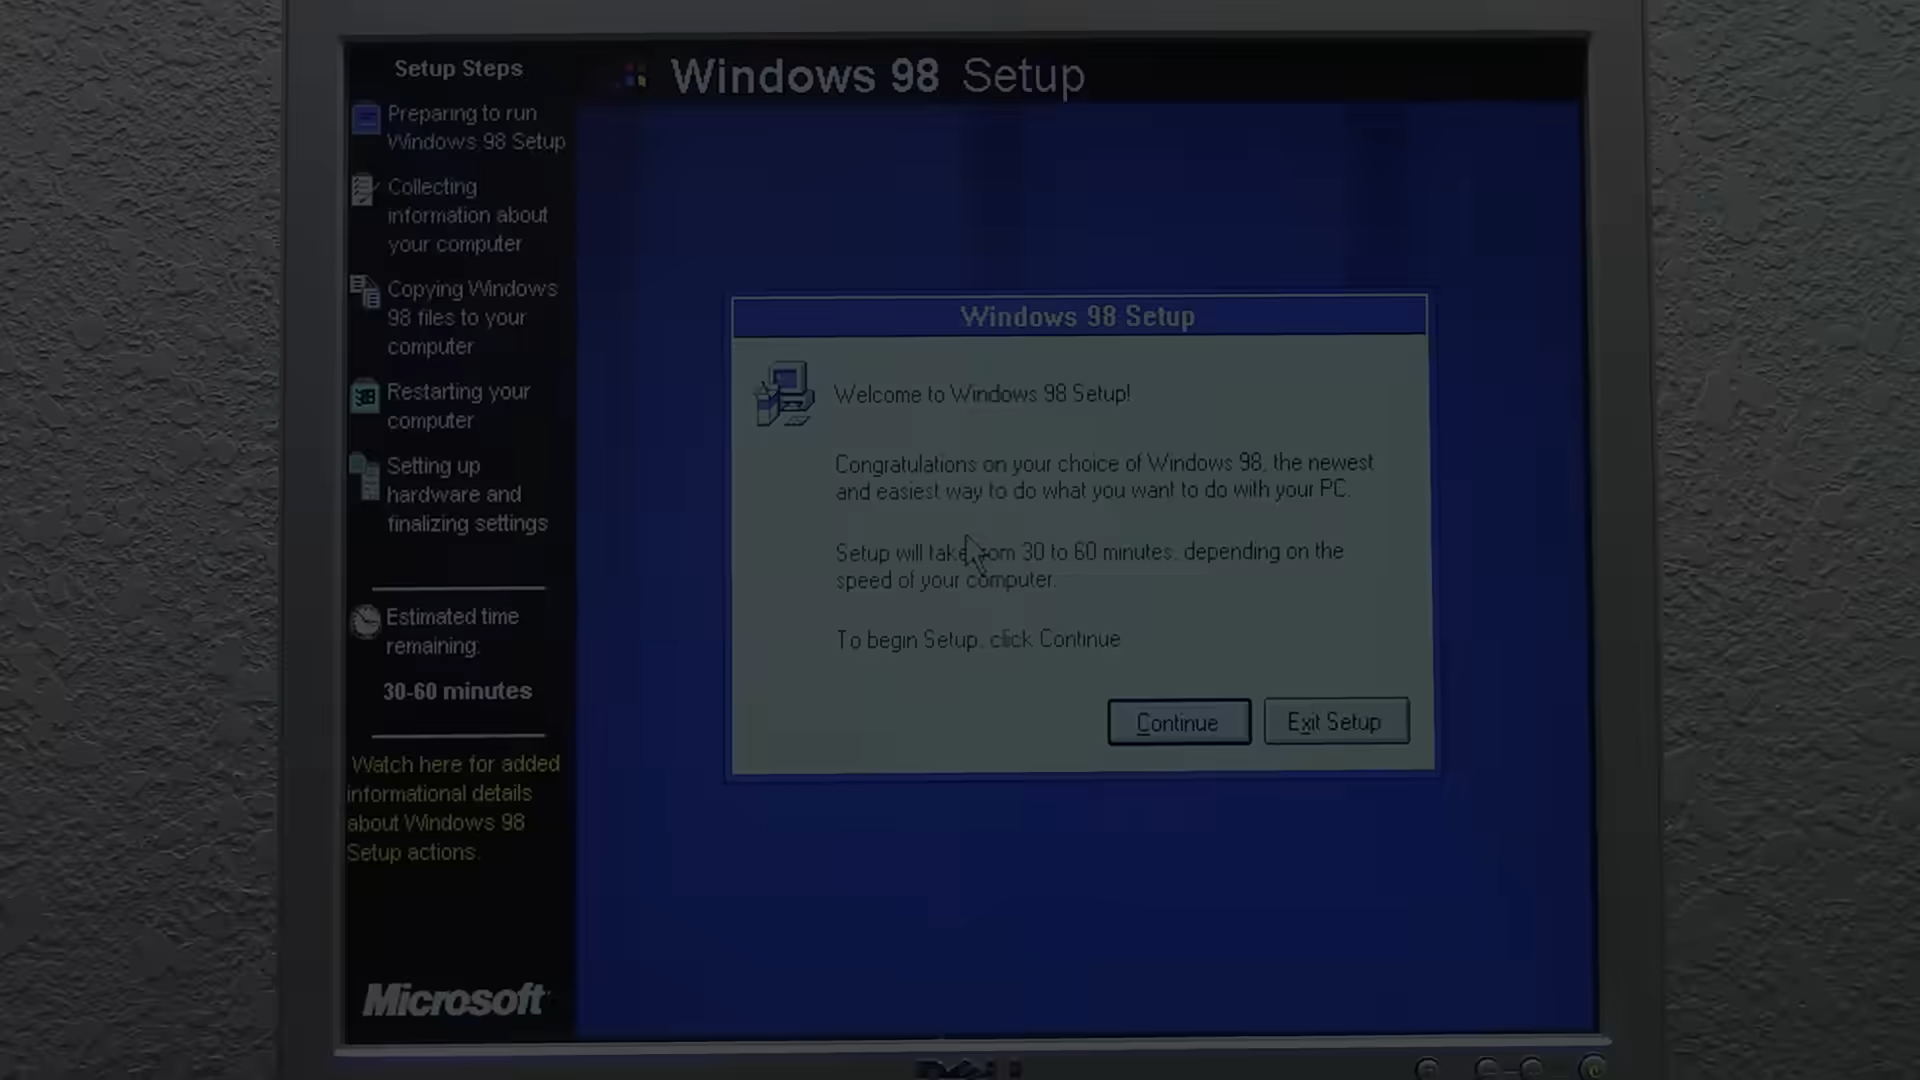 Setup Steps
Preparing to run
Windows 98 Setup
Collecting
information about
your computer
Copying Windows
98 files to your
computer
Restarting your
computer
Setting up
hardware and
finalizing settings
Estimated time
remaining:
30-60 minutes
Watch here for added
informational details
about Windows 98
Setup actions.
Microsoft
Windows 98 Setup
Windows 98 Setup
Welcome to Windows 98 Setup!
Congratulations on your choice of Windows 98, the newest
and easiest way to do what you want to do with your PC.
Setup will take from 30 to 60 minutes, depending on the
speed of your computer.
To begin Setup, click Continue
Continue
Exit Setup
DELL